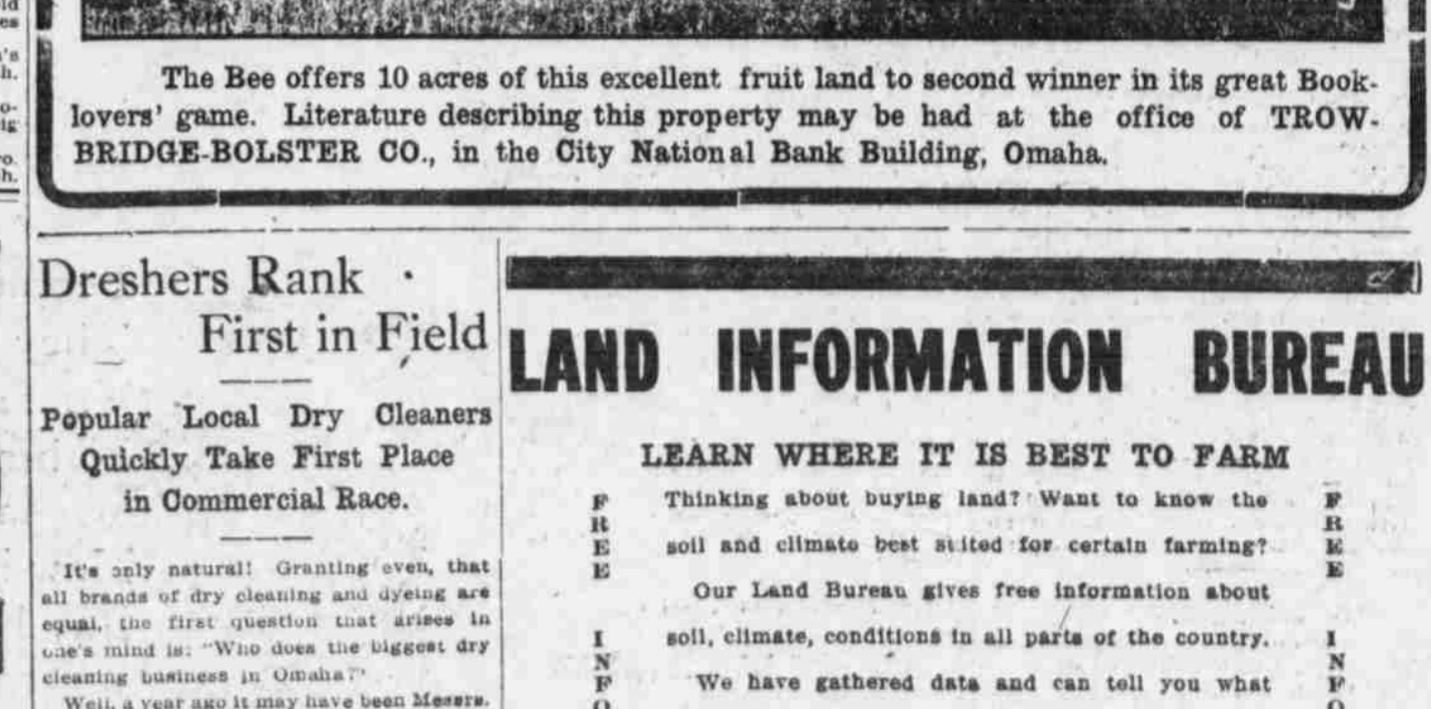 The Bee offers 10 acres of this excellent fruit land to second winner in its great Book-
lovers' game. Literature describing this property may be had at the office of TROW-
BRIDGE-BOLSTER CO., in the City National Bank Building, Omaha.
Dreshers Rank
First in Field
Popular Local Dry Cleaners
Quickly Take First Place
in Commercial Race.
It's only natural! Granting even, that
all brands of dry cleaning and dyeing are
equal, the first question that arises in
one's mind is: "Who does the biggest dry
cleaning business in Omaha?"
Well, a year ago it may have been Messrs.
LAND INFORMATION BUREAU
LEARN WHERE IT IS BEST TO FARM
Thinking about buying land? Want to know the
soil and climate best suited for certain farming?
Our Land Bureau gives free information about
soil, climate, conditions in all parts of the country.
We have gathered data and can tell you what
F
R
E
E
I
N
F
O
F
R
E
E
I
N
F
O